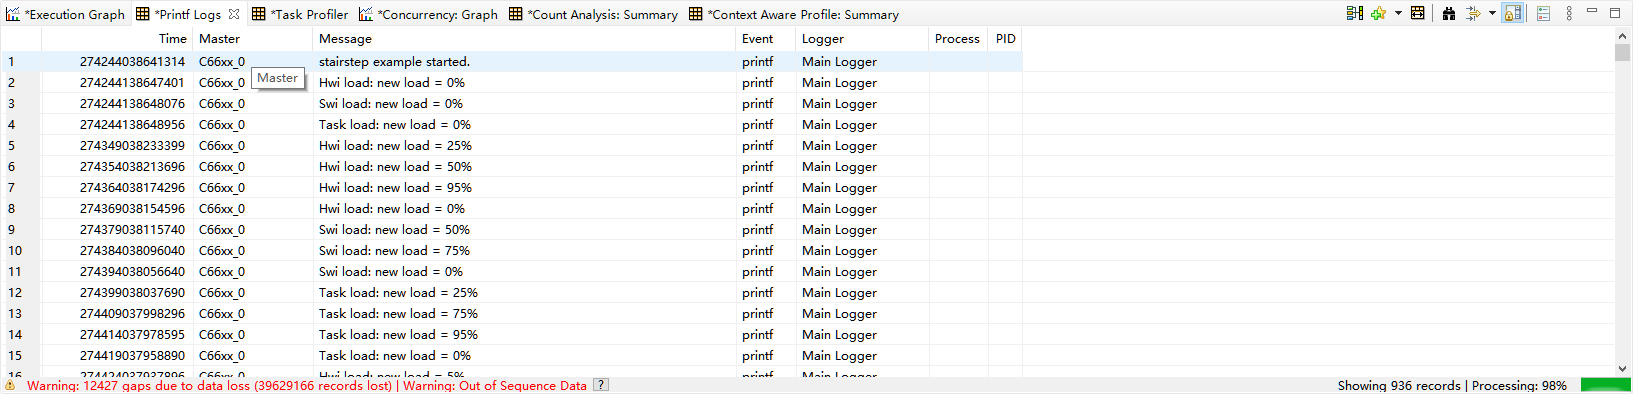 *Execution Graph *Printf Logs *Task Profiler *Concurrency: Graph *Count Analysis: Summary *Context Aware Profile: Summary
Time Master Message Event Logger Process PID
1 274244038641314 C66xx_0 stairstep example started. printf Main Logger
Master
2 274244138647401 C66xx_0 Hwi load: new load = 0% printf Main Logger
3 274244138648076 C66xx_0 Swi load: new load = 0% printf Main Logger
4 274244138648956 C66xx_0 Task load: new load = 0% printf Main Logger
5 274349038233399 C66xx_0 Hwi load: new load = 25% printf Main Logger
6 274354038213696 C66xx_0 Hwi load: new load = 50% printf Main Logger
7 274364038174296 C66xx_0 Hwi load: new load = 95% printf Main Logger
8 274369038154596 C66xx_0 Hwi load: new load = 0% printf Main Logger
9 274379038115740 C66xx_0 Swi load: new load = 50% printf Main Logger
10 274384038096040 C66xx_0 Swi load: new load = 75% printf Main Logger
11 274394038056640 C66xx_0 Swi load: new load = 0% printf Main Logger
12 274399038037690 C66xx_0 Task load: new load = 25% printf Main Logger
13 274409037998296 C66xx_0 Task load: new load = 75% printf Main Logger
14 274414037978595 C66xx_0 Task load: new load = 95% printf Main Logger
15 274419037958890 C66xx_0 Task load: new load = 0% printf Main Logger
16 274424037937896 C66xx_0 Hwi load: new load = 5% printf Main Logger
Warning: 12427 gaps due to data loss (39629166 records lost) | Warning: Out of Sequence Data ? Showing 936 records | Processing: 98%